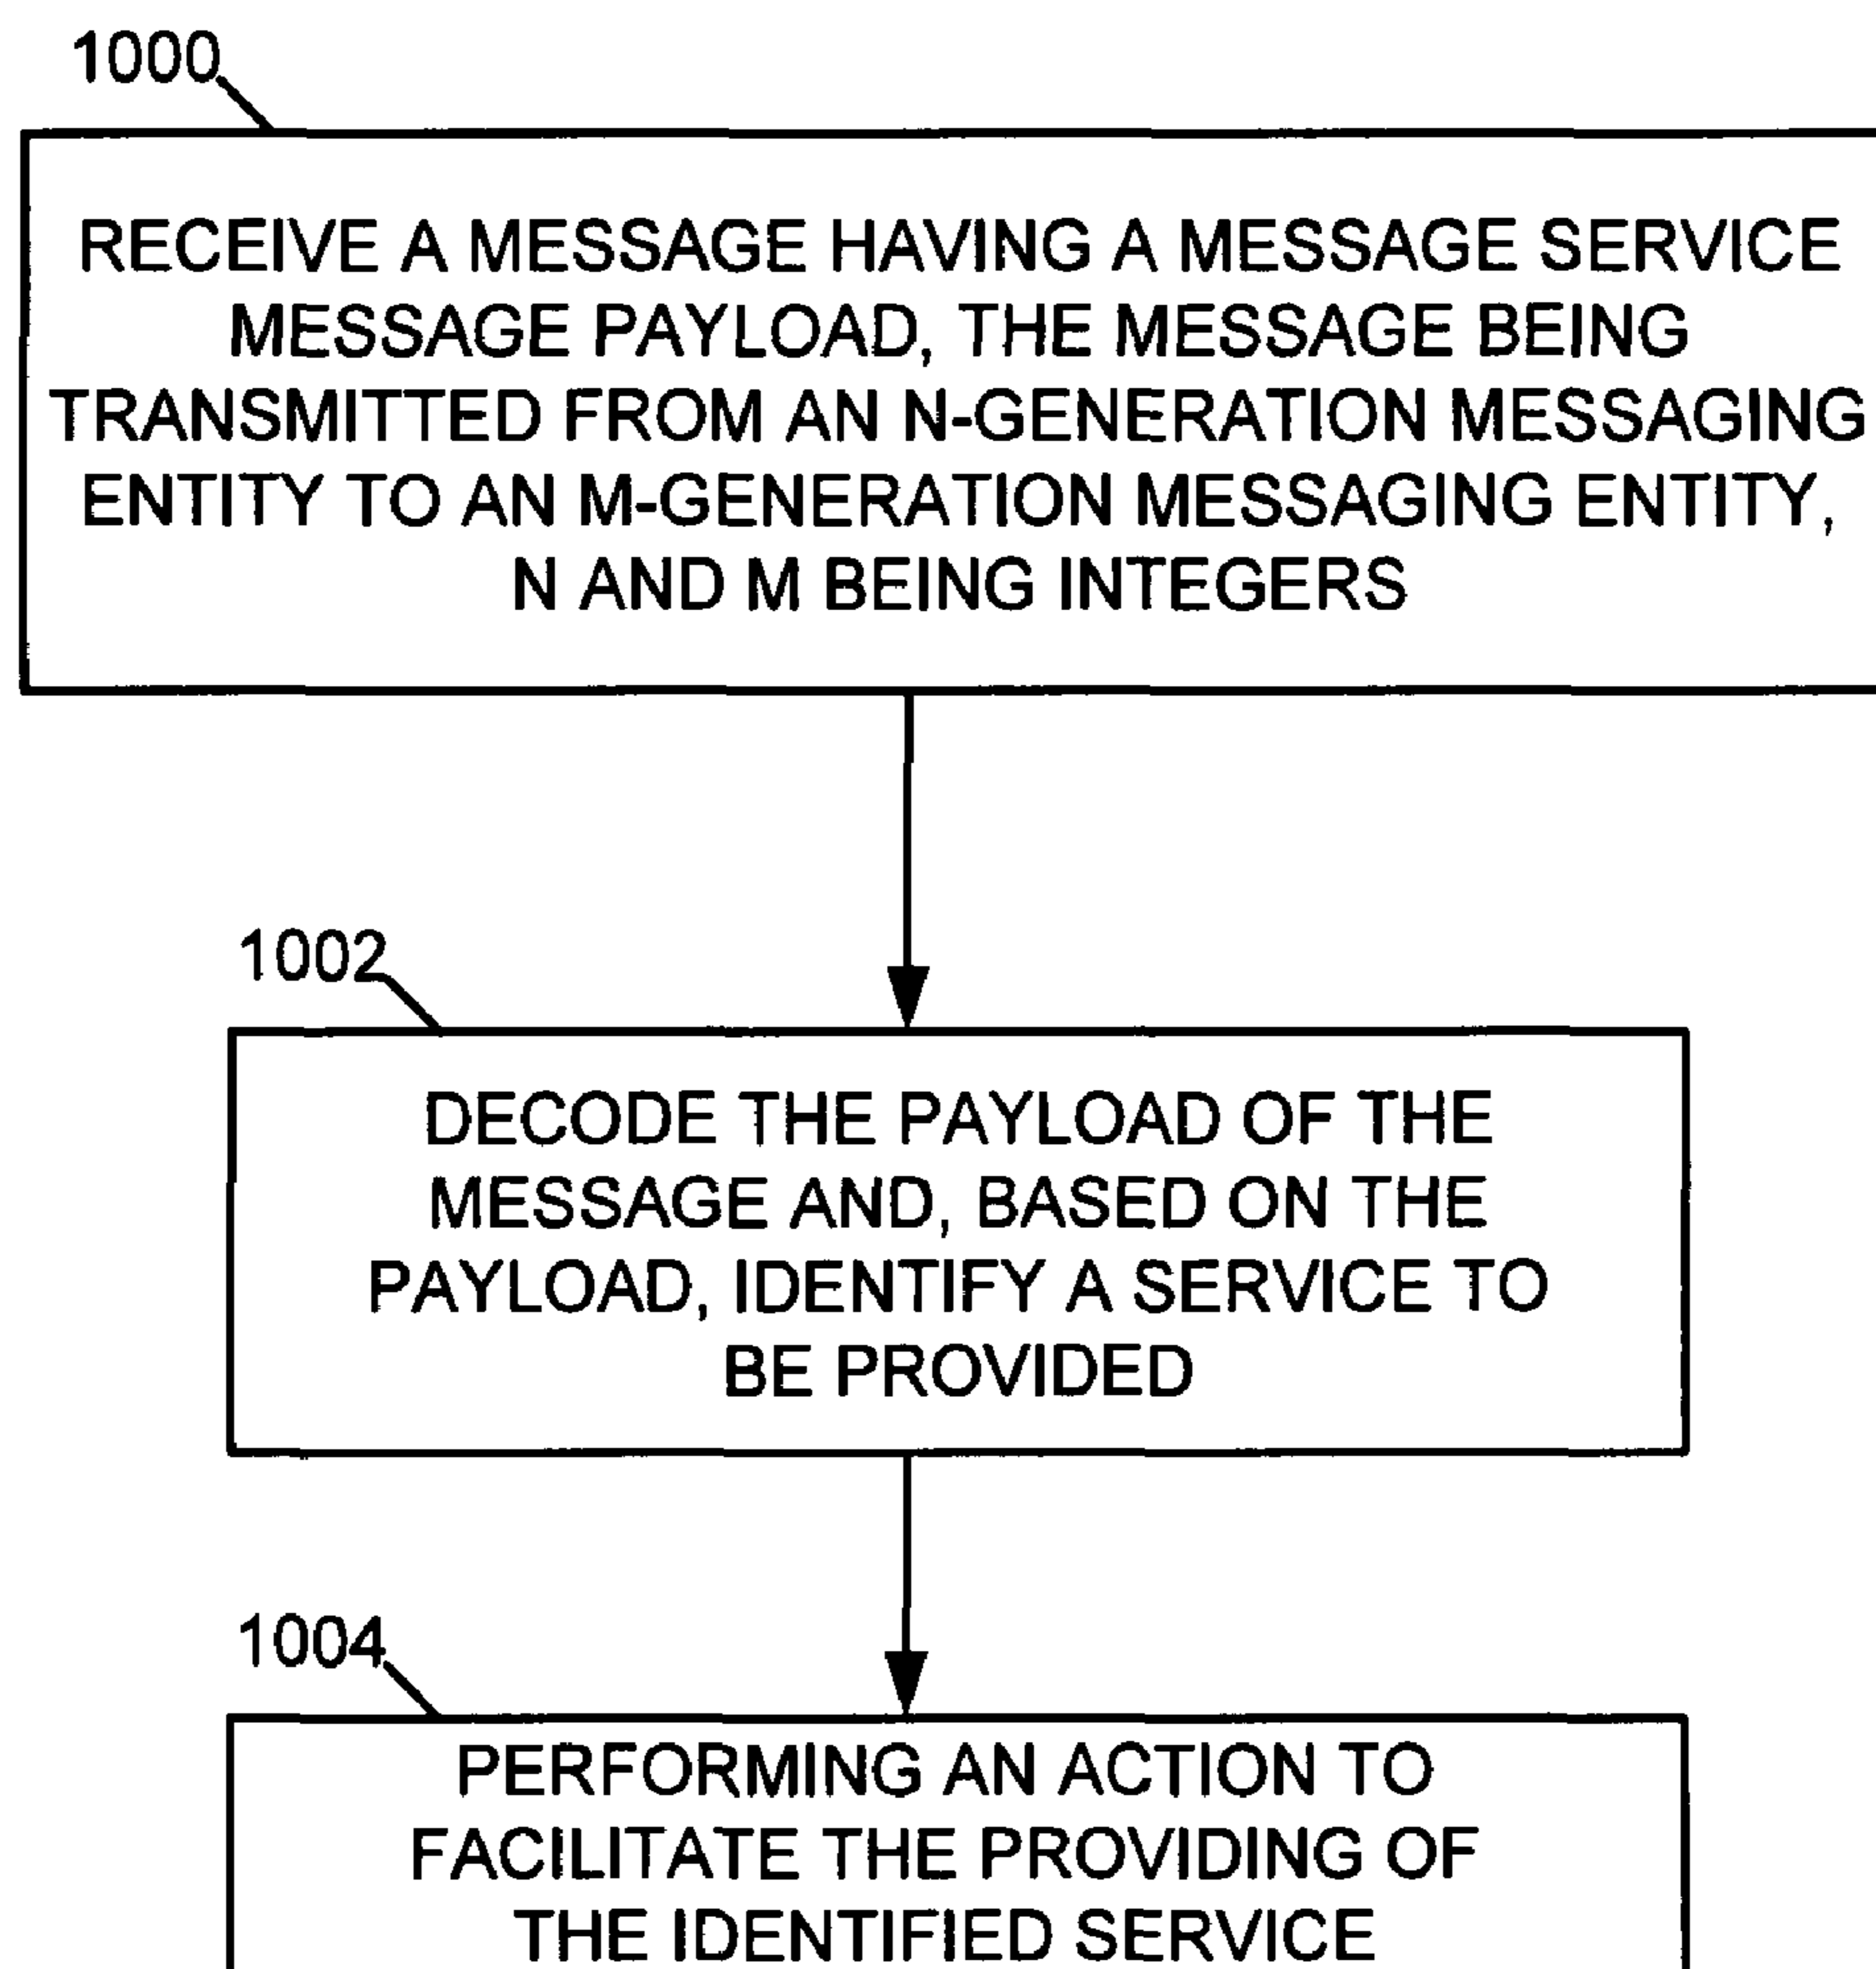 1000
RECEIVE A MESSAGE HAVING A MESSAGE SERVICE
MESSAGE PAYLOAD, THE MESSAGE BEING
TRANSMITTED FROM AN N-GENERATION MESSAGING
ENTITY TO AN M-GENERATION MESSAGING ENTITY,
N AND M BEING INTEGERS
1002
DECODE THE PAYLOAD OF THE
MESSAGE AND, BASED ON THE
PAYLOAD, IDENTIFY A SERVICE TO
BE PROVIDED
1004
PERFORMING AN ACTION TO
FACILITATE THE PROVIDING OF
THE IDENTIFIED SERVICE